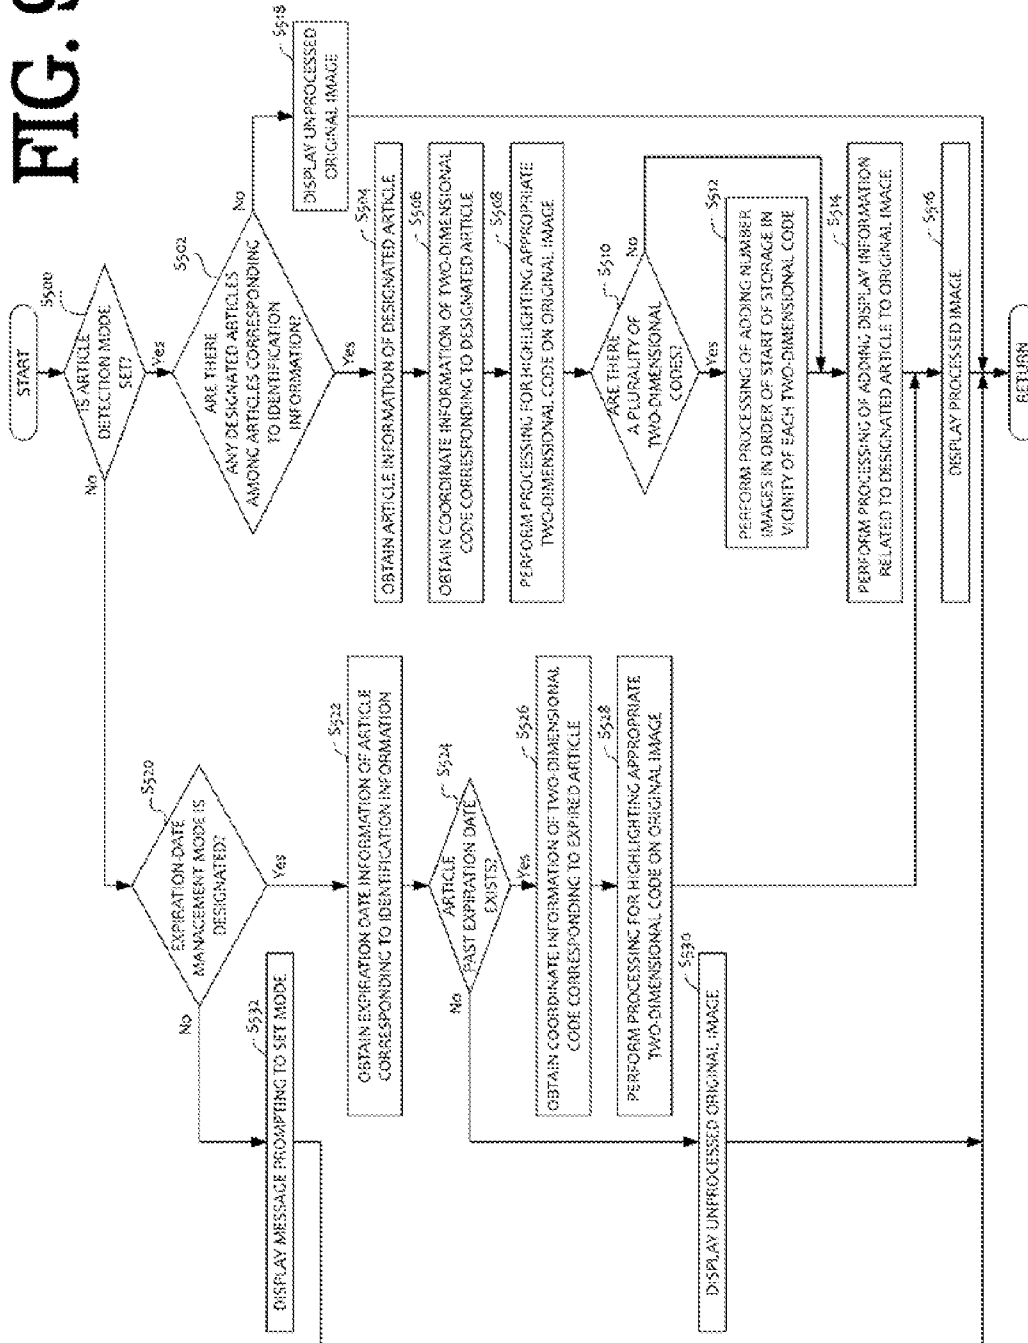 FIG. 9
START
S500
IS ARTICLE
DETECTION MODE
SET?
No
Yes
S502
ARE THERE
ANY DESIGNATED ARTICLES
AMONG ARTICLES CORRESPONDING
TO IDENTIFICATION
INFORMATION?
No
Yes
S518
DISPLAY UNPROCESSED
ORIGINAL IMAGE
S504
OBTAIN ARTICLE INFORMATION OF DESIGNATED ARTICLE
S506
OBTAIN COORDINATE INFORMATION OF TWO-DIMENSIONAL
CODE CORRESPONDING TO DESIGNATED ARTICLE
S508
PERFORM PROCESSING FOR HIGHLIGHTING APPROPRIATE
TWO-DIMENSIONAL CODE ON ORIGINAL IMAGE
S510
ARE THERE
A PLURALITY OF
TWO-DIMENSIONAL
CODES?
No
Yes
S512
PERFORM PROCESSING OF ADDING NUMBER
IMAGES IN ORDER OF START OF STORAGE IN
VICINITY OF EACH TWO-DIMENSIONAL CODE
S514
PERFORM PROCESSING OF ADDING DISPLAY INFORMATION
RELATED TO DESIGNATED ARTICLE TO ORIGINAL IMAGE
S516
DISPLAY PROCESSED IMAGE
RETURN
S520
EXPIRATION-DATE
MANAGEMENT MODE IS
DESIGNATED?
No
Yes
S522
OBTAIN EXPIRATION DATE INFORMATION OF ARTICLE
CORRESPONDING TO IDENTIFICATION INFORMATION
S524
ARTICLE
PAST EXPIRATION DATE
EXISTS?
No
Yes
S526
OBTAIN COORDINATE INFORMATION OF TWO-DIMENSIONAL
CODE CORRESPONDING TO EXPIRED ARTICLE
S528
PERFORM PROCESSING FOR HIGHLIGHTING APPROPRIATE
TWO-DIMENSIONAL CODE ON ORIGINAL IMAGE
S530
DISPLAY UNPROCESSED ORIGINAL IMAGE
S532
DISPLAY MESSAGE PROMPTING TO SET MODE